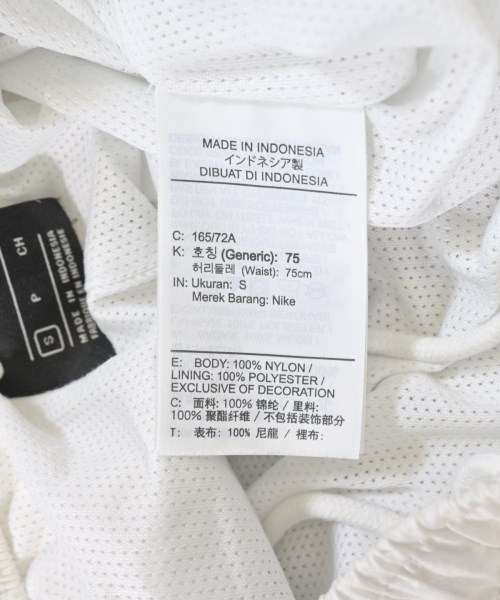 MADE IN INDONESIA
インドネシア製
DIBUAT DI INDONESIA
C: 165/72A
K: 호칭 (Generic): 75
허리둘레 (Waist): 75cm
IN: Ukuran: S
Merek Barang: Nike
E: BODY: 100% NYLON /
LINING: 100% POLYESTER /
EXCLUSIVE OF DECORATION
C: 面料: 100% 锦纶 / 里料:
100% 聚酯纤维 / 不包括装饰部分
T: 表布: 100% 尼龍 / 裡布:
S P CH
MADE IN INDONESIA